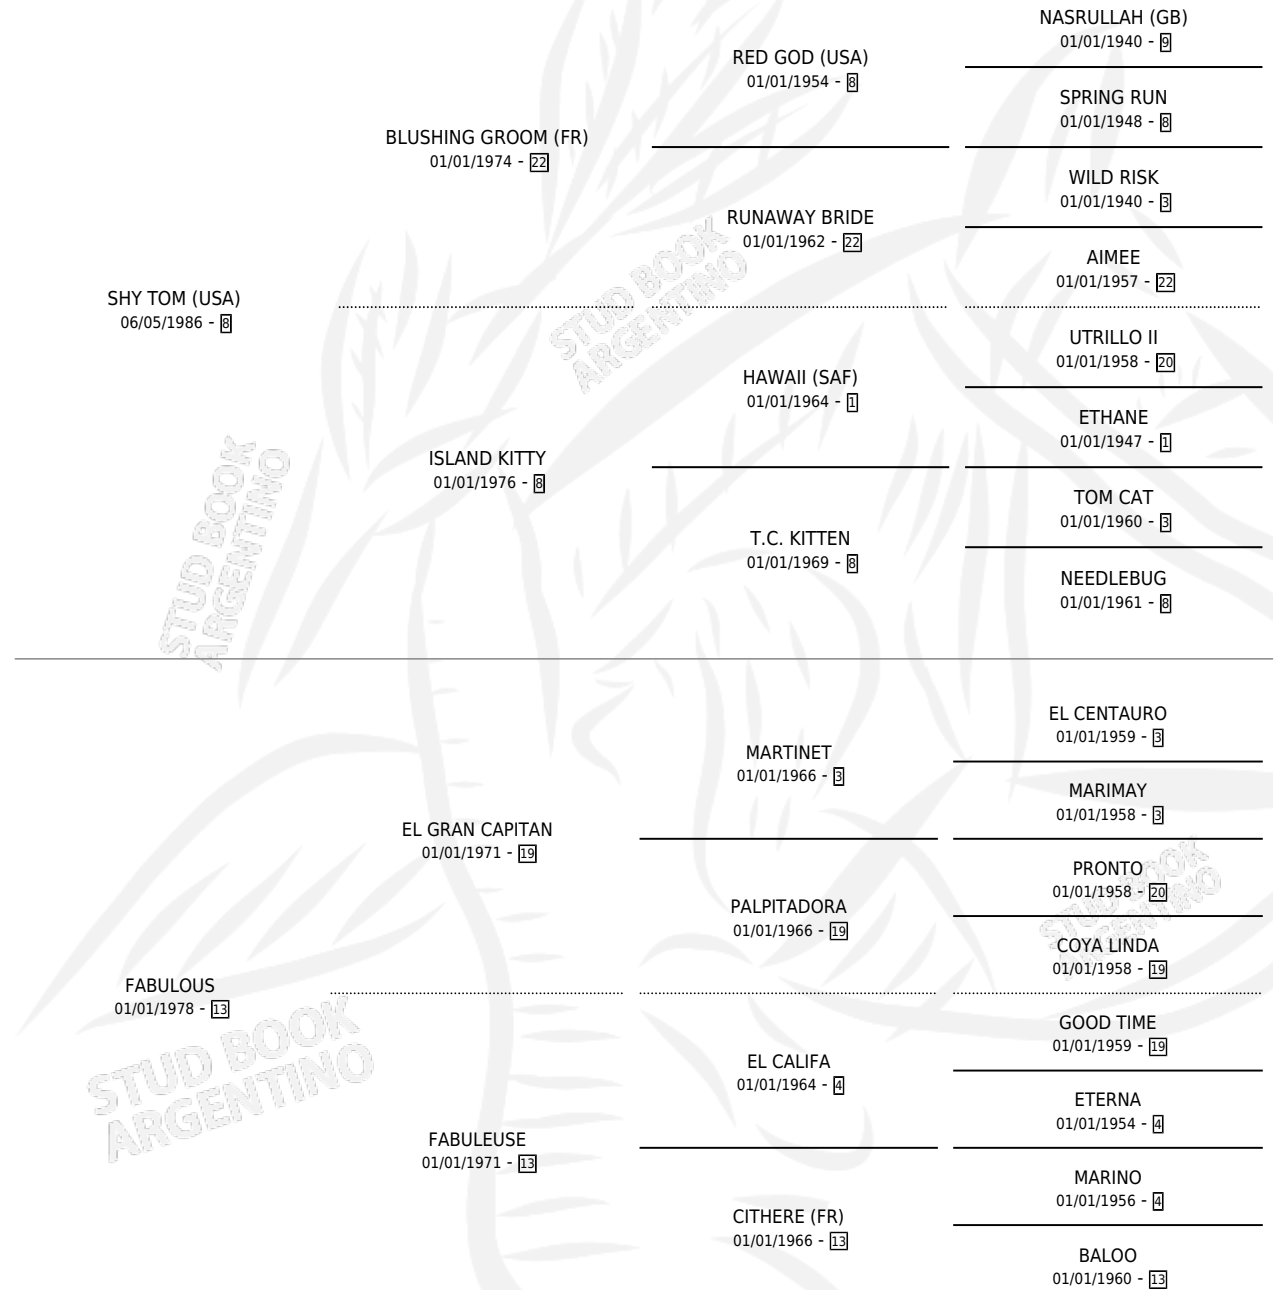 NASRULLAH (GB)
01/01/1940 - 9
RED GOD (USA)
01/01/1954 - 8
SPRING RUN
01/01/1948 - 8
BLUSHING GROOM (FR)
01/01/1974 - 22
WILD RISK
01/01/1940 - 3
RUNAWAY BRIDE
01/01/1962 - 22
AIMEE
01/01/1957 - 22
SHY TOM (USA)
06/05/1986 - 8
UTRILLO II
01/01/1958 - 20
HAWAII (SAF)
01/01/1964 - 1
ETHANE
01/01/1947 - 1
ISLAND KITTY
01/01/1976 - 8
TOM CAT
01/01/1960 - 3
T.C. KITTEN
01/01/1969 - 8
NEEDLEBUG
01/01/1961 - 8
EL CENTAURO
01/01/1959 - 3
MARTINET
01/01/1966 - 3
MARIMAY
01/01/1958 - 3
EL GRAN CAPITAN
01/01/1971 - 19
PRONTO
01/01/1958 - 20
PALPITADORA
01/01/1966 - 19
COYA LINDA
01/01/1958 - 19
FABULOUS
01/01/1978 - 13
GOOD TIME
01/01/1959 - 19
EL CALIFA
01/01/1964 - 4
ETERNA
01/01/1954 - 4
FABULEUSE
01/01/1971 - 13
MARINO
01/01/1956 - 4
CITHERE (FR)
01/01/1966 - 13
BALOO
01/01/1960 - 13
STUD BOOK
ARGENTINO
STUD BOOK
ARGENTINO
STUD BOOK
ARGENTINO
STUD BOOK
ARGENTINO